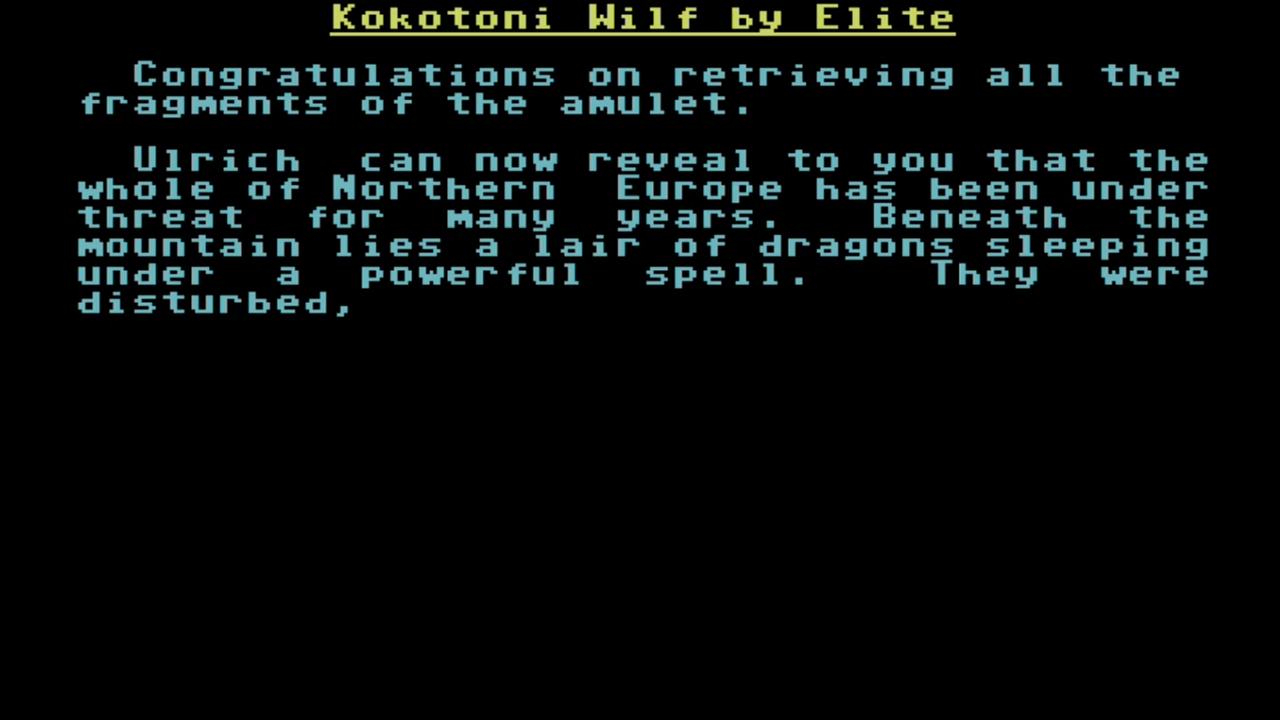 Kokotoni Wilf by Elite
Congratulations on retrieving all the
fragments of the amulet.
Ulrich can now reveal to you that the
whole of Northern Europe has been under
threat for many years. Beneath the
mountain lies a lair of dragons sleeping
under a powerful spell. They were
disturbed,